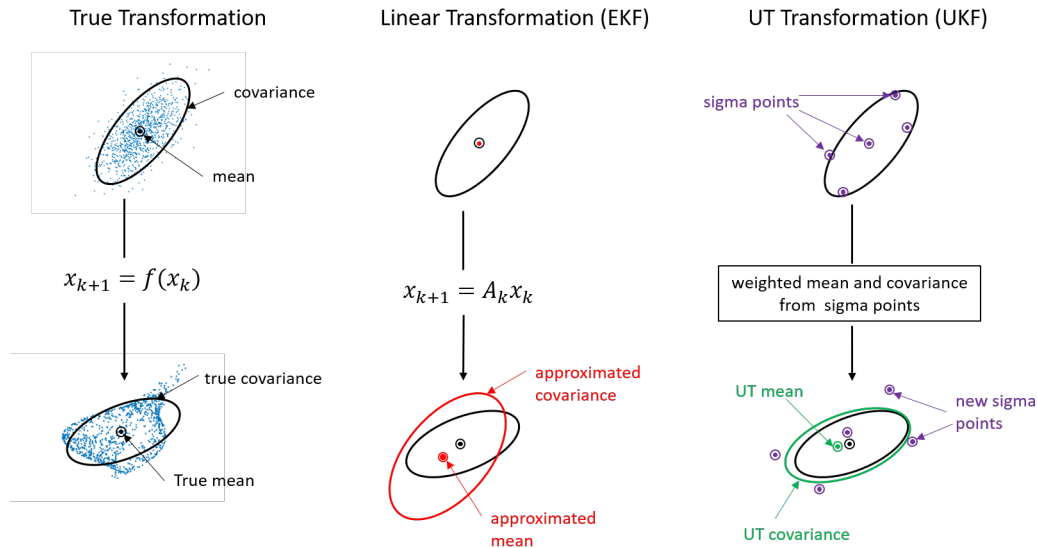 True Transformation
covariance
mean
x_{k+1} = f(x_k)
true covariance
True mean
Linear Transformation (EKF)
x_{k+1} = A_k x_k
approximated
covariance
approximated
mean
UT Transformation (UKF)
sigma points
weighted mean and covariance
from sigma points
UT mean
new sigma
points
UT covariance